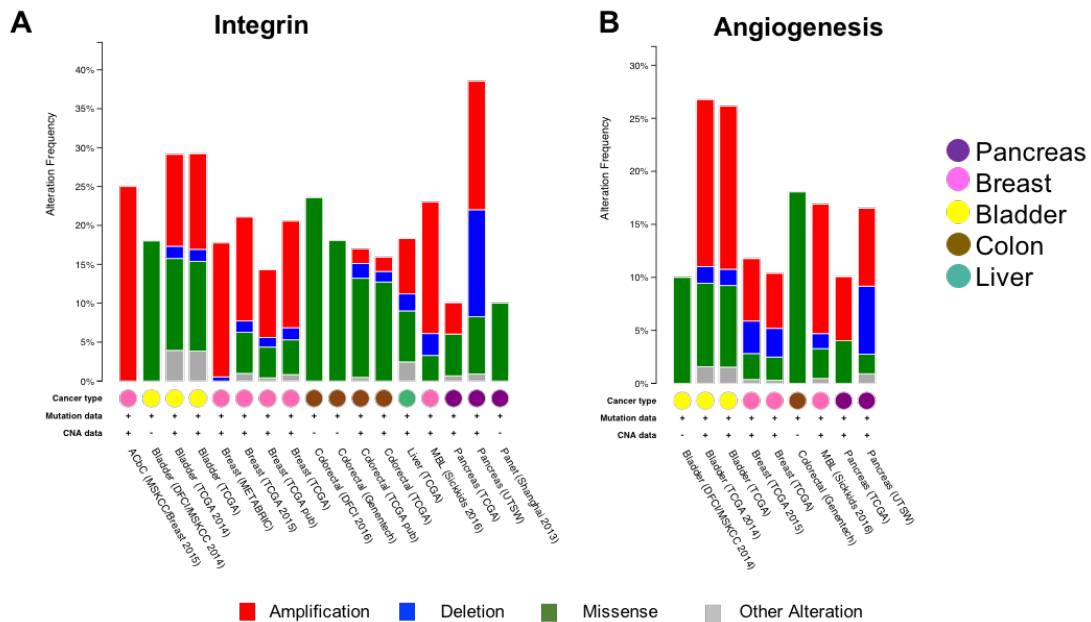 A
Integrin
Alteration Frequency
40%
35%
30%
25%
20%
15%
10%
5%
0%
Cancer type
Mutation data + + + + + + + + + + + + + + + + +
CNA data + - + + + + + + - - + + + + + + -
ACbC (MSKCC/Breast 2015)
Bladder (DFCI/MSKCC 2014)
Bladder (TCGA 2014)
Bladder (TCGA)
Breast (METABRIC)
Breast (TCGA 2015)
Breast (TCGA pub)
Breast (TCGA)
Colorectal (DFCI 2016)
Colorectal (Genentech)
Colorectal (TCGA pub)
Colorectal (TCGA)
Liver (TCGA)
MBL (Sickkids 2016)
Pancreas (TCGA)
Pancreas (UTSW)
Panet (Shanghai 2013)
B
Angiogenesis
Alteration Frequency
30%
25%
20%
15%
10%
5%
0%
Cancer type
Mutation data + + + + + + + + +
CNA data - + + + + - + + +
Bladder (DFCI/MSKCC 2014)
Bladder (TCGA 2014)
Bladder (TCGA)
Breast (TCGA 2015)
Breast (TCGA)
Colorectal (Genentech)
MBL (Sickkids 2016)
Pancreas (TCGA)
Pancreas (UTSW)
Pancreas
Breast
Bladder
Colon
Liver
Amplification
Deletion
Missense
Other Alteration